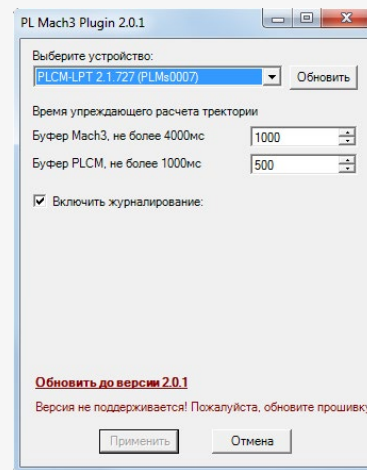 PL Mach3 Plugin 2.0.1
Выберите устройство:
PLCM-LPT 2.1.727 (PLMs0007)
Обновить
Время упреждающего расчета тректории
Буфер Mach3, не более 4000мс
1000
Буфер PLCM, не более 1000мс
500
Включить журналирование:
Обновить до версии 2.0.1
Версия не поддерживается! Пожалуйста, обновите прошивку
Применить
Отмена